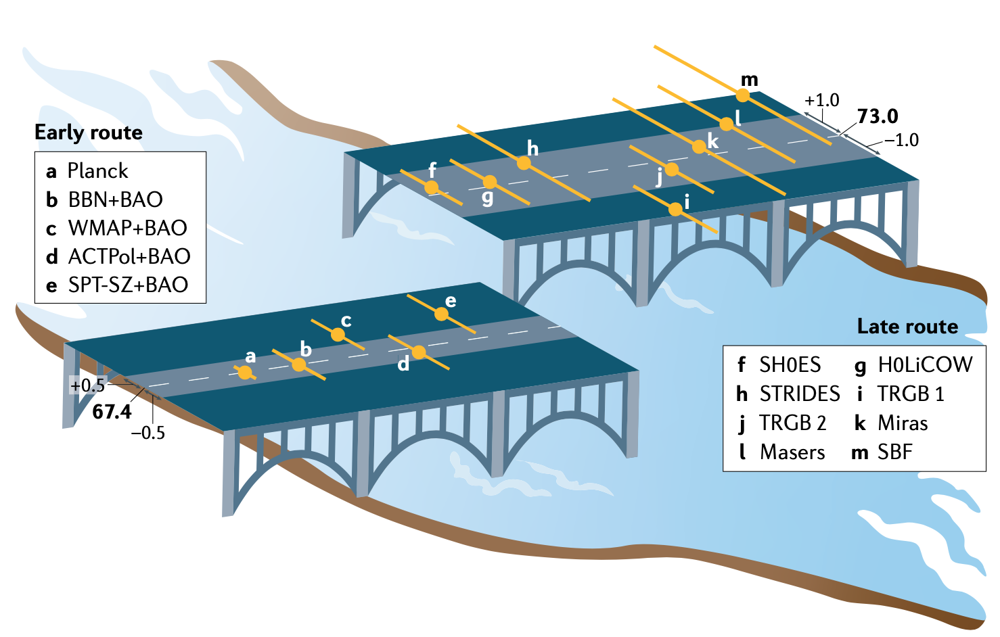 m
+1.0
73.0
−1.0
l
k
h
j
f
g
i
Early route
a Planck
b BBN+BAO
c WMAP+BAO
d ACTPol+BAO
e SPT-SZ+BAO
e
c
b
a
d
+0.5
67.4
−0.5
Late route
f SH0ES g H0LiCOW
h STRIDES i TRGB 1
j TRGB 2 k Miras
l Masers m SBF